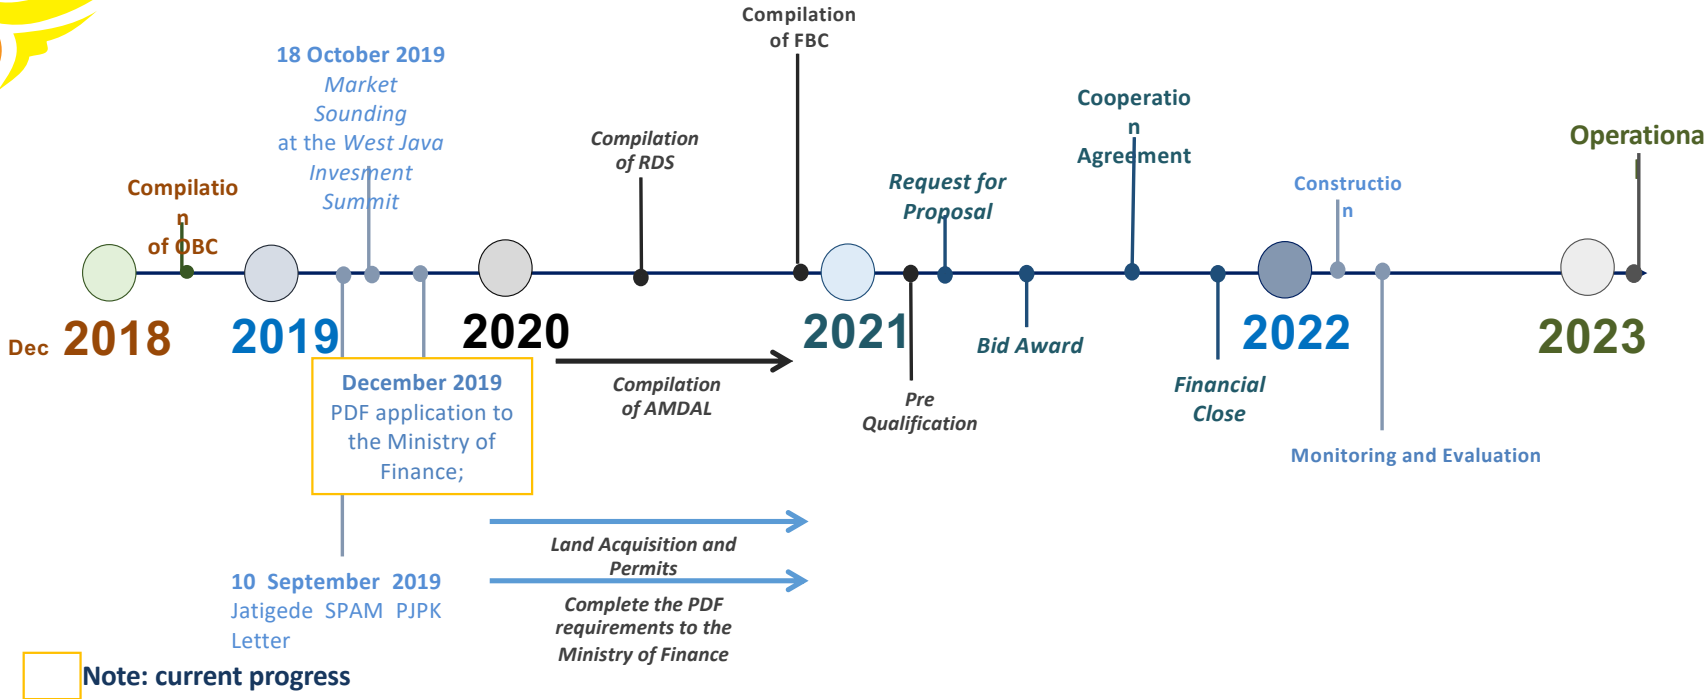 Compilation
of FBC
18 October 2019
Market
Sounding
at the West Java
Invesment
Summit
Compilatio
n
of OBC
Compilation
of RDS
Request for
Proposal
Cooperatio
n
Agreement
Constructio
n
Operationa
l
Dec 2018
2019
2020
2021
2022
2023
December 2019
PDF application to
the Ministry of
Finance;
Compilation
of AMDAL
Pre
Qualification
Bid Award
Financial
Close
Monitoring and Evaluation
Land Acquisition and
Permits
10 September 2019
Jatigede SPAM PJPK
Letter
Complete the PDF
requirements to the
Ministry of Finance
Note: current progress